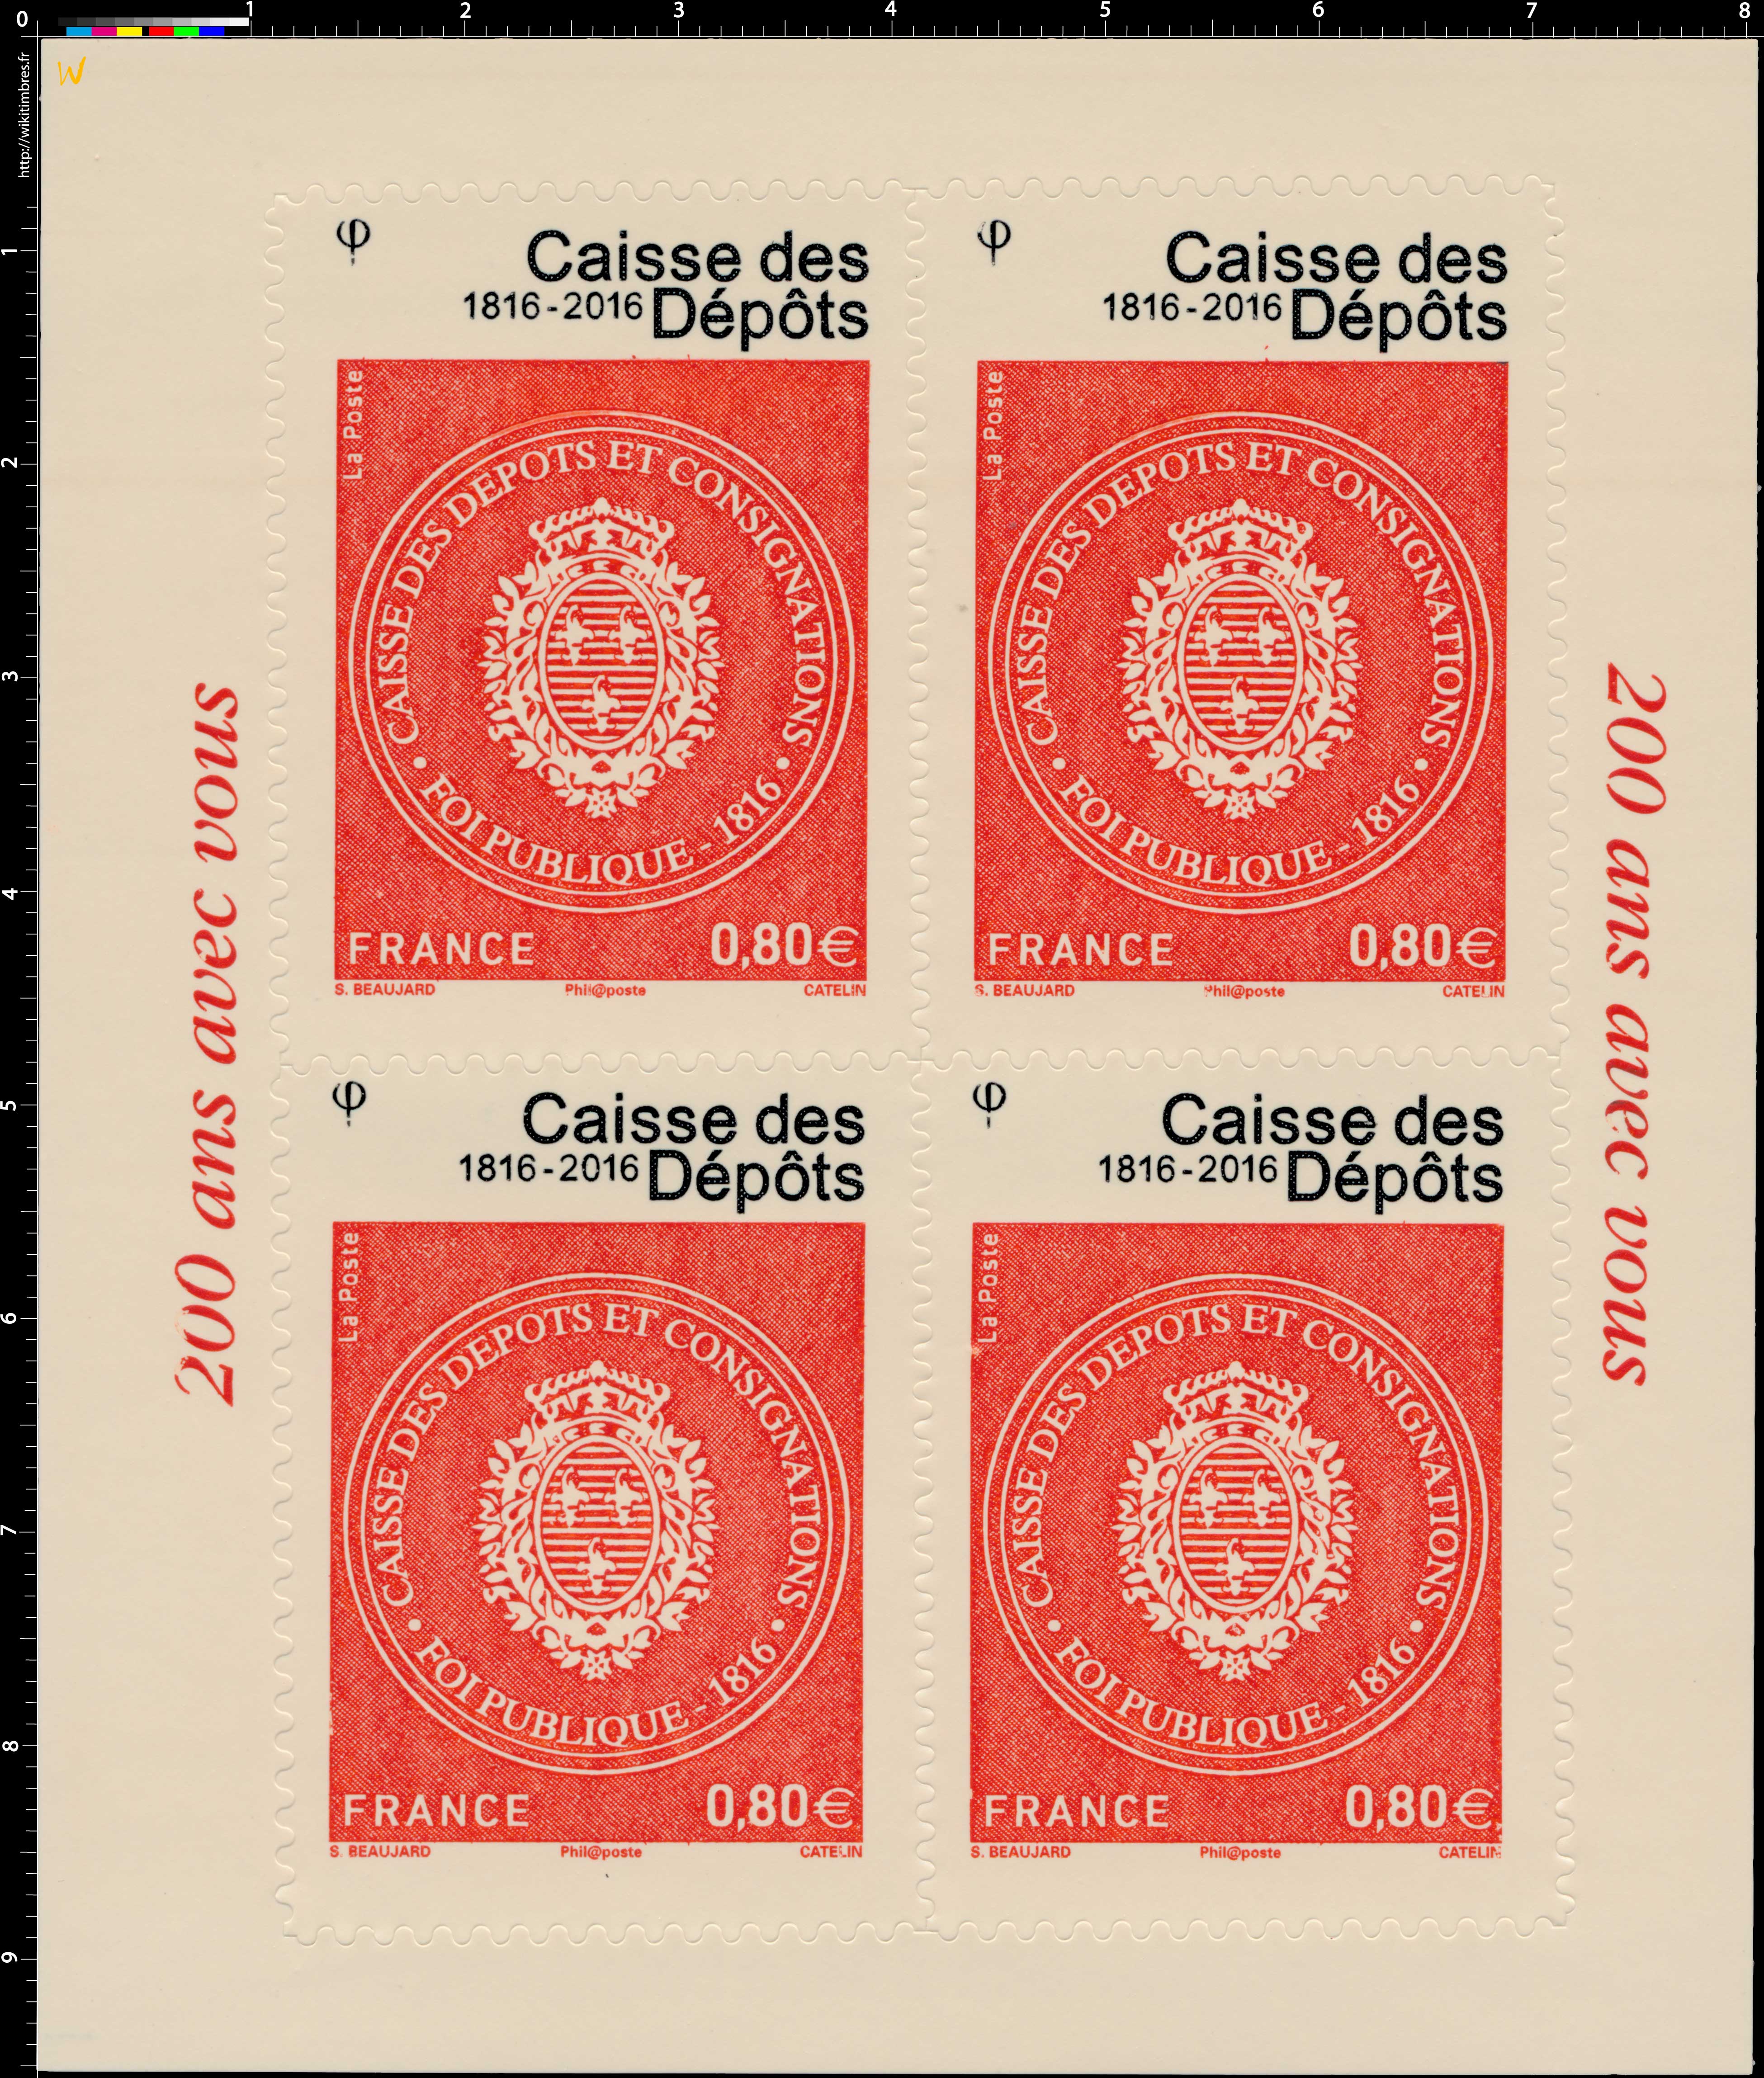 0 1 2 3 4 5 6 7 8
http://wikitimbres.fr
W
1
2
3
4
5
6
7
8
9
200 ans avec vous
φ
Caisse des
1816-2016 Dépôts
La Poste
CAISSE DES DEPOTS ET CONSIGNATIONS
• FOI PUBLIQUE - 1816 •
FRANCE 0,80€
S. BEAUJARD Phil@poste CATELIN
φ
Caisse des
1816-2016 Dépôts
La Poste
CAISSE DES DEPOTS ET CONSIGNATIONS
• FOI PUBLIQUE - 1816 •
FRANCE 0,80€
S. BEAUJARD Phil@poste CATELIN
φ
Caisse des
1816-2016 Dépôts
La Poste
CAISSE DES DEPOTS ET CONSIGNATIONS
• FOI PUBLIQUE - 1816 •
FRANCE 0,80€
S. BEAUJARD Phil@poste CATELIN
φ
Caisse des
1816-2016 Dépôts
La Poste
CAISSE DES DEPOTS ET CONSIGNATIONS
• FOI PUBLIQUE - 1816 •
FRANCE 0,80€
S. BEAUJARD Phil@poste CATELIN
200 ans avec vous